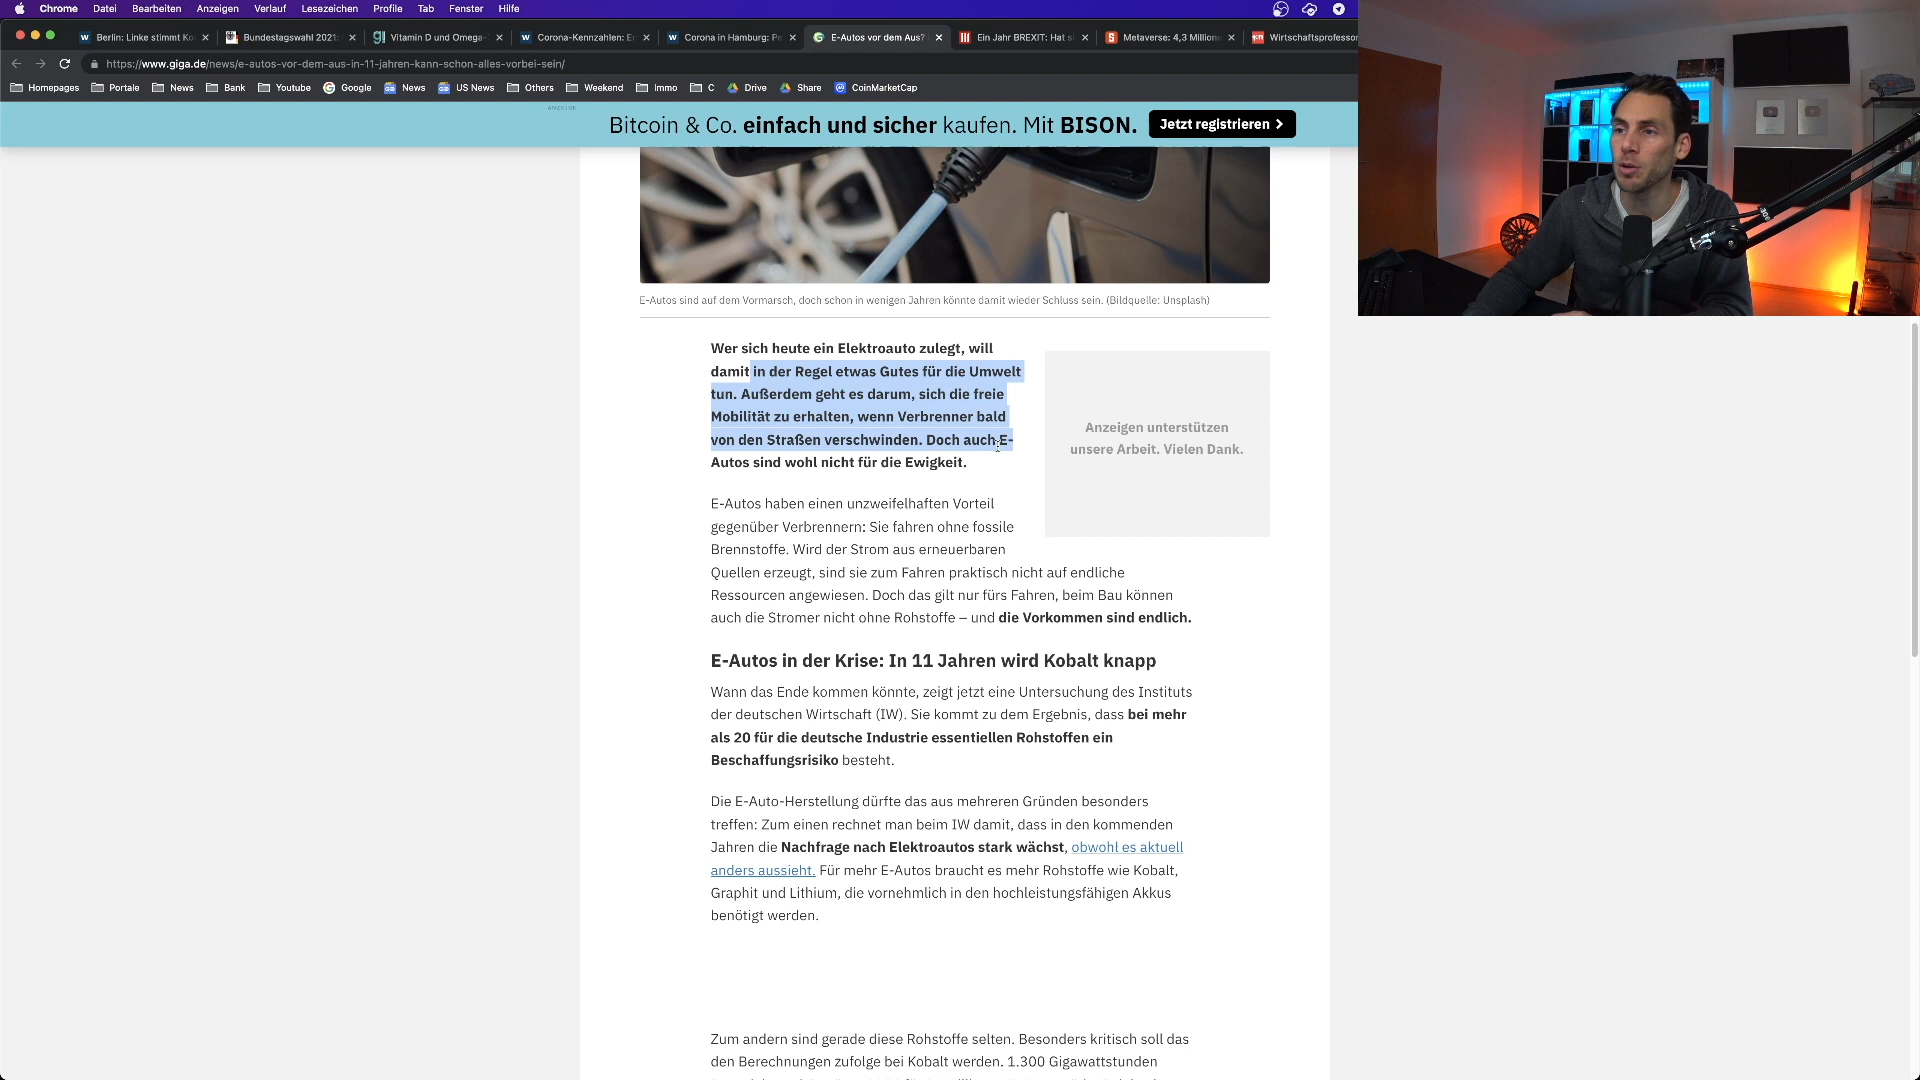 Chrome Datei Bearbeiten Anzeigen Verlauf Lesezeichen Profile Tab Fenster Hilfe
Berlin: Linke stimmt Ko
Bundestagswahl 2021:
Vitamin D und Omega-
Corona-Kennzahlen: E
Corona in Hamburg: P
E-Autos vor dem Aus?
Ein Jahr BREXIT: Hat s
Metaverse: 4,3 Millione
Wirtschaftsprofessor
https://www.giga.de/news/e-autos-vor-dem-aus-in-11-jahren-kann-schon-alles-vorbei-sein/
Homepages Portale News Bank Youtube Google News US News Others Weekend Immo C Drive Share CoinMarketCap
ANZEIGE
Bitcoin & Co. einfach und sicher kaufen. Mit BISON. Jetzt registrieren
E-Autos sind auf dem Vormarsch, doch schon in wenigen Jahren könnte damit wieder Schluss sein. (Bildquelle: Unsplash)
Wer sich heute ein Elektroauto zulegt, will
damit in der Regel etwas Gutes für die Umwelt
tun. Außerdem geht es darum, sich die freie
Mobilität zu erhalten, wenn Verbrenner bald
von den Straßen verschwinden. Doch auch E-
Autos sind wohl nicht für die Ewigkeit.
Anzeigen unterstützen
unsere Arbeit. Vielen Dank.
E-Autos haben einen unzweifelhaften Vorteil
gegenüber Verbrennern: Sie fahren ohne fossile
Brennstoffe. Wird der Strom aus erneuerbaren
Quellen erzeugt, sind sie zum Fahren praktisch nicht auf endliche
Ressourcen angewiesen. Doch das gilt nur fürs Fahren, beim Bau können
auch die Stromer nicht ohne Rohstoffe – und die Vorkommen sind endlich.
E-Autos in der Krise: In 11 Jahren wird Kobalt knapp
Wann das Ende kommen könnte, zeigt jetzt eine Untersuchung des Instituts
der deutschen Wirtschaft (IW). Sie kommt zu dem Ergebnis, dass bei mehr
als 20 für die deutsche Industrie essentiellen Rohstoffen ein
Beschaffungsrisiko besteht.
Die E-Auto-Herstellung dürfte das aus mehreren Gründen besonders
treffen: Zum einen rechnet man beim IW damit, dass in den kommenden
Jahren die Nachfrage nach Elektroautos stark wächst, obwohl es aktuell
anders aussieht. Für mehr E-Autos braucht es mehr Rohstoffe wie Kobalt,
Graphit und Lithium, die vornehmlich in den hochleistungsfähigen Akkus
benötigt werden.
Zum andern sind gerade diese Rohstoffe selten. Besonders kritisch soll das
den Berechnungen zufolge bei Kobalt werden. 1.300 Gigawattstunden